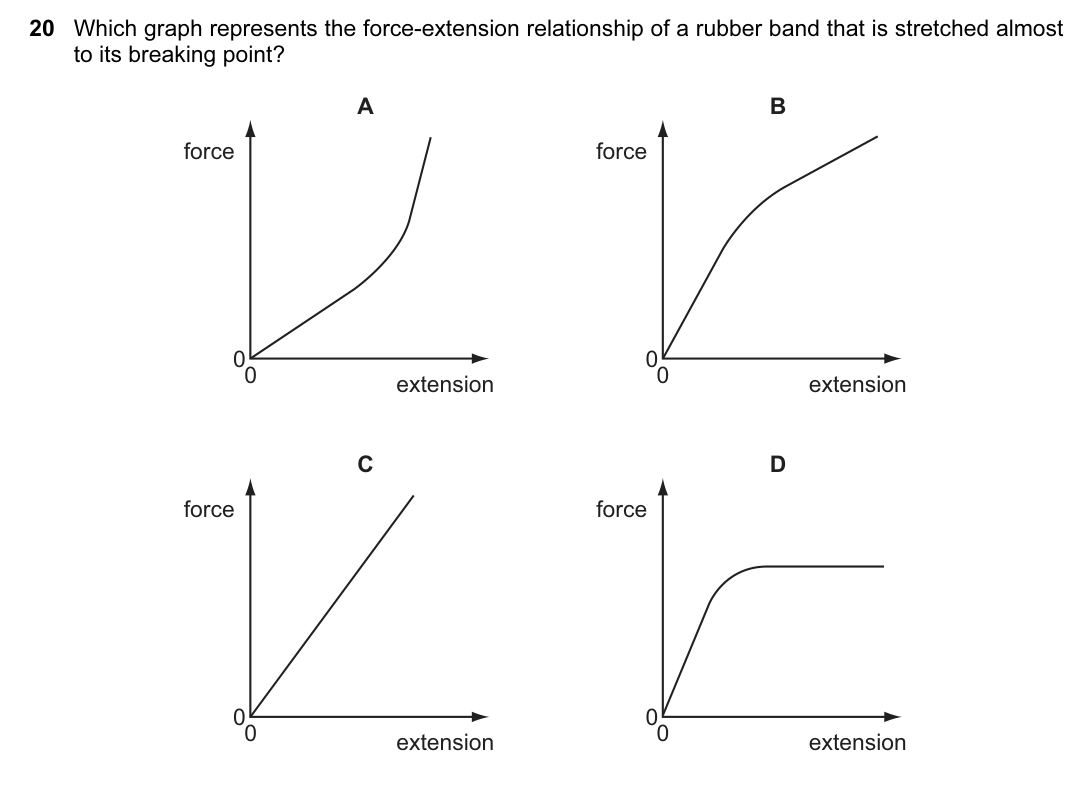 20 Which graph represents the force-extension relationship of a rubber band that is stretched almost
to its breaking point?
A
force
0
0
extension
B
force
0
0
extension
C
force
0
0
extension
D
force
0
0
extension